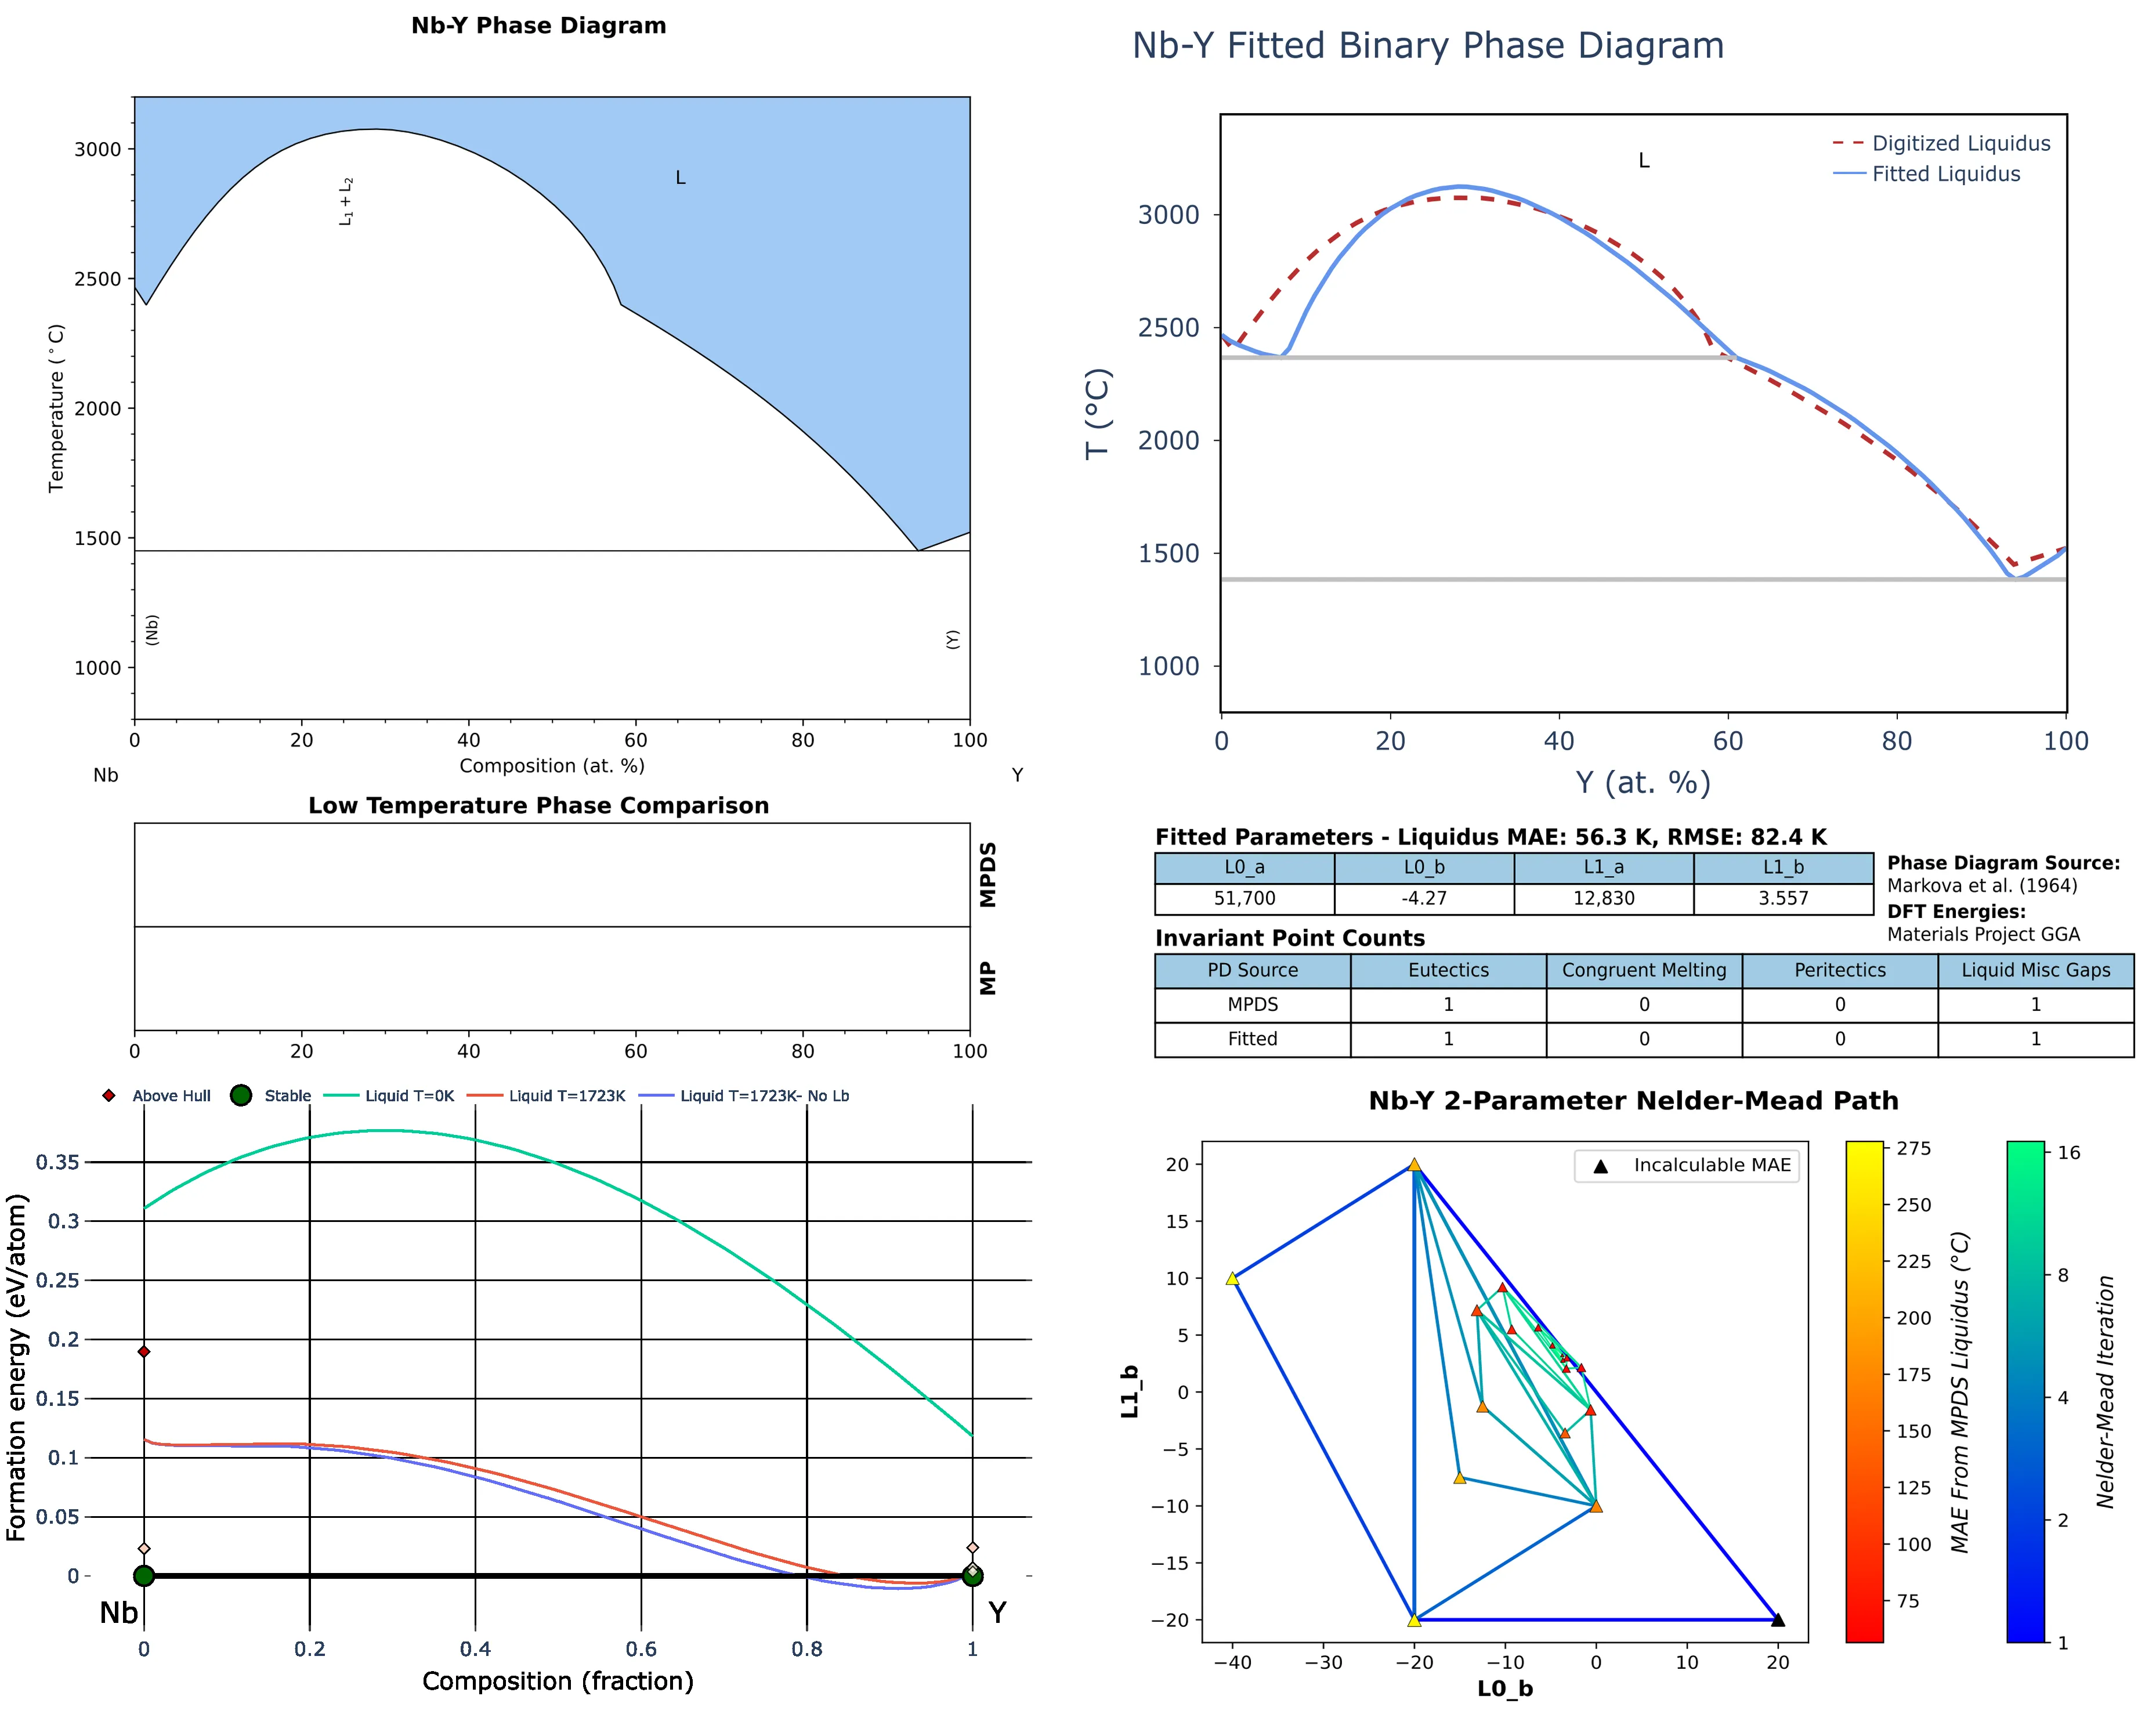 Nb-Y Phase Diagram
3000
2500
2000
1500
1000
Temperature (°C)
L₁ + L₂
L
(Nb)
(Y)
0 20 40 60 80 100
Composition (at. %)
Nb
Y
Nb-Y Fitted Binary Phase Diagram
L
Digitized Liquidus
Fitted Liquidus
3000
2500
2000
1500
1000
T (°C)
0 20 40 60 80 100
Y (at. %)
Low Temperature Phase Comparison
MPDS
MP
0 20 40 60 80 100
Fitted Parameters - Liquidus MAE: 56.3 K, RMSE: 82.4 K
L0_a L0_b L1_a L1_b
51,700 -4.27 12,830 3.557
Phase Diagram Source:
Markova et al. (1964)
DFT Energies:
Materials Project GGA
Invariant Point Counts
PD Source Eutectics Congruent Melting Peritectics Liquid Misc Gaps
MPDS 1 0 0 1
Fitted 1 0 0 1
Above Hull Stable Liquid T=0K Liquid T=1723K Liquid T=1723K- No Lb
0.35
0.3
0.25
0.2
0.15
0.1
0.05
0
Formation energy (eV/atom)
Nb
Y
0 0.2 0.4 0.6 0.8 1
Composition (fraction)
Nb-Y 2-Parameter Nelder-Mead Path
Incalculable MAE
20
15
10
5
0
−5
−10
−15
−20
L1_b
−40 −30 −20 −10 0 10 20
L0_b
275
250
225
200
175
150
125
100
75
MAE From MPDS Liquidus (°C)
16
8
4
2
1
Nelder-Mead Iteration